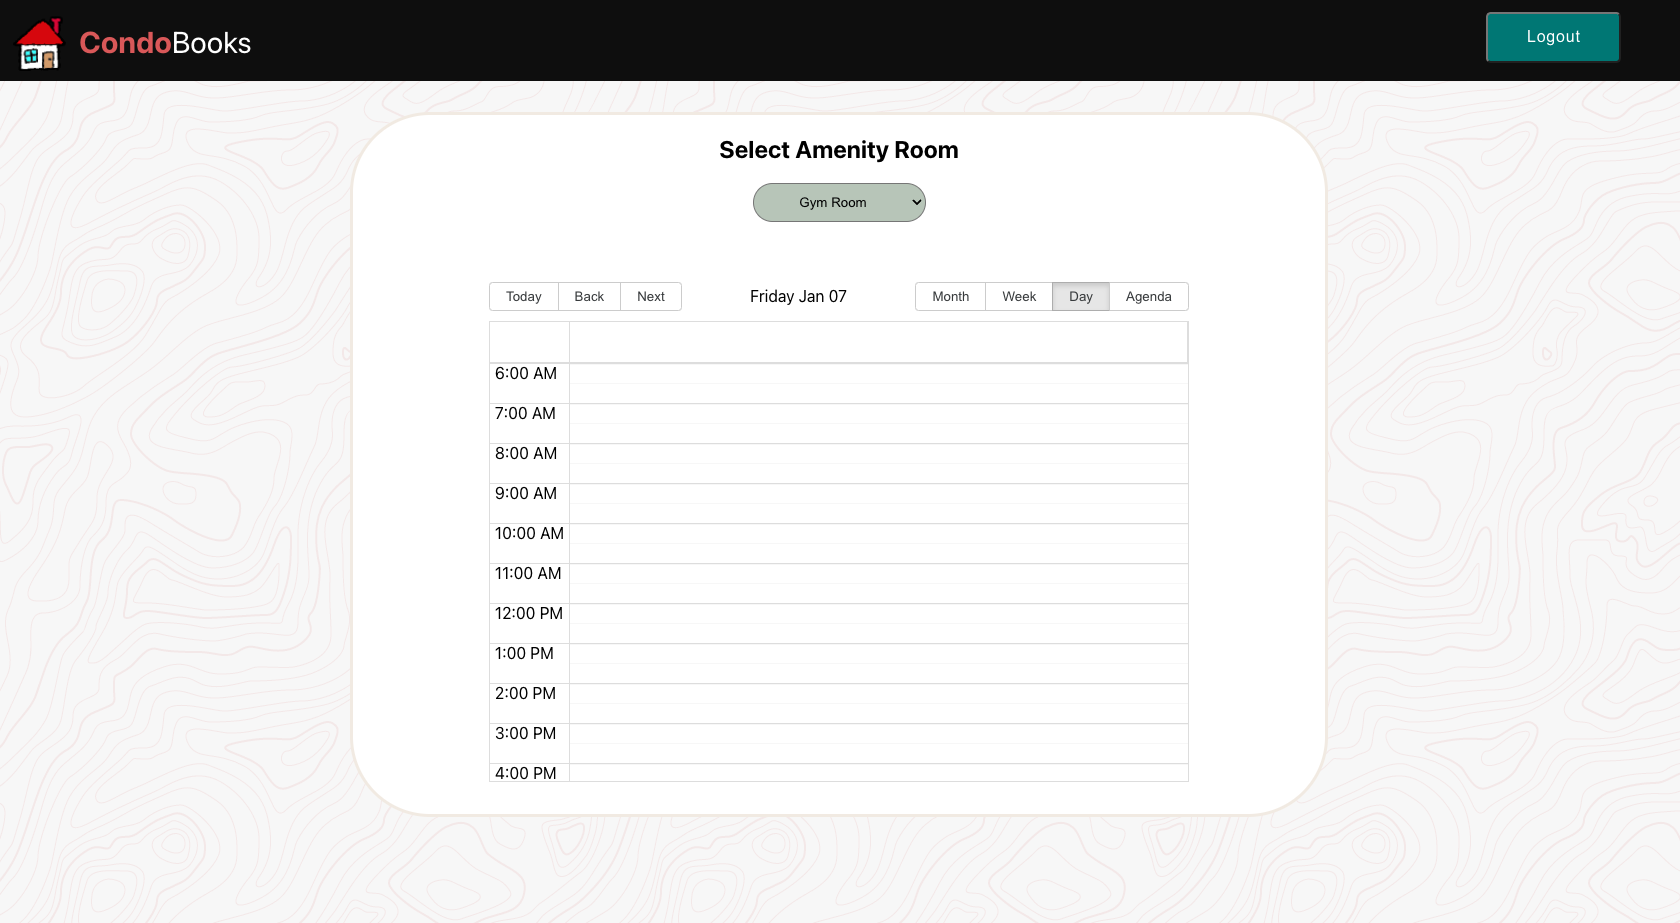 CondoBooks
Logout
Select Amenity Room
Gym Room
Today Back Next Friday Jan 07 Month Week Day Agenda
6:00 AM
7:00 AM
8:00 AM
9:00 AM
10:00 AM
11:00 AM
12:00 PM
1:00 PM
2:00 PM
3:00 PM
4:00 PM